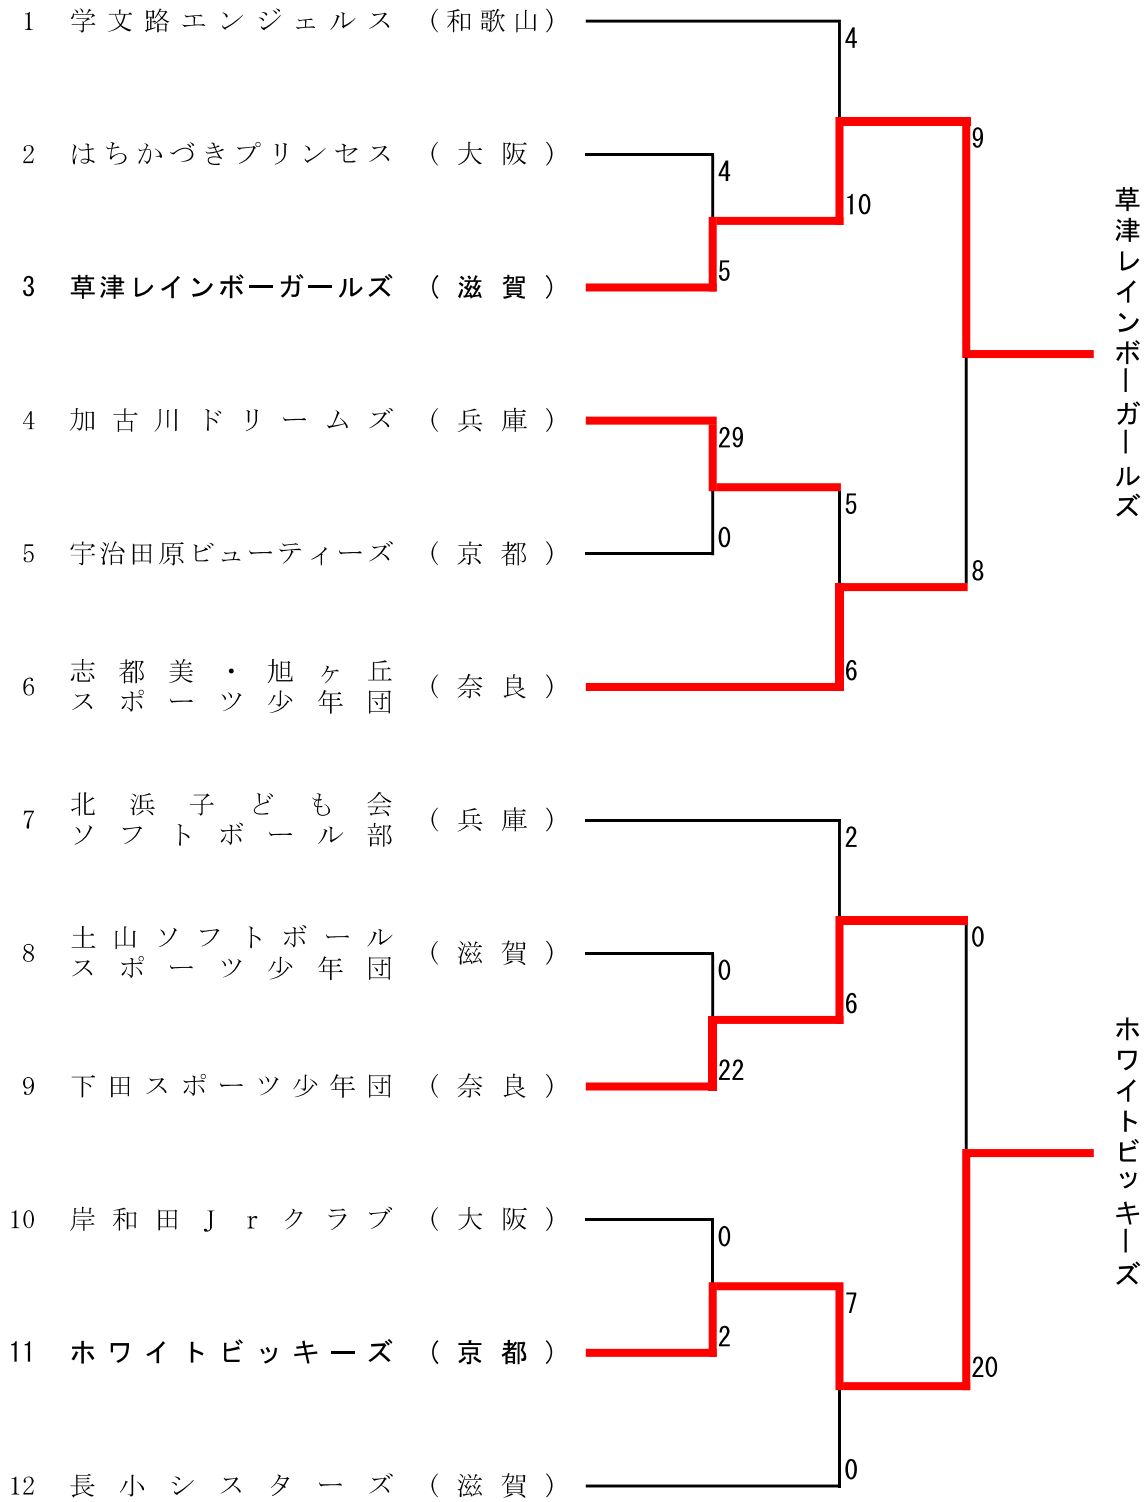 1 学文路エンジェルス (和歌山)
4
9
2 はちかづきプリンセス (大阪)
4
10
3 草津レインボーガールズ (滋賀)
5
草津レインボーガールズ
4 加古川ドリームズ (兵庫)
29
5
5 宇治田原ビューティーズ (京都)
0
8
6 志都美・旭ヶ丘
スポーツ少年団 (奈良)
6
7 北浜子ども会
ソフトボール部 (兵庫)
2
0
8 土山ソフトボール
スポーツ少年団 (滋賀)
0
6
9 下田スポーツ少年団 (奈良)
22
ホワイトビッキーズ
10 岸和田Jrクラブ (大阪)
0
7
11 ホワイトビッキーズ (京都)
2
20
12 長小シスターズ (滋賀)
0